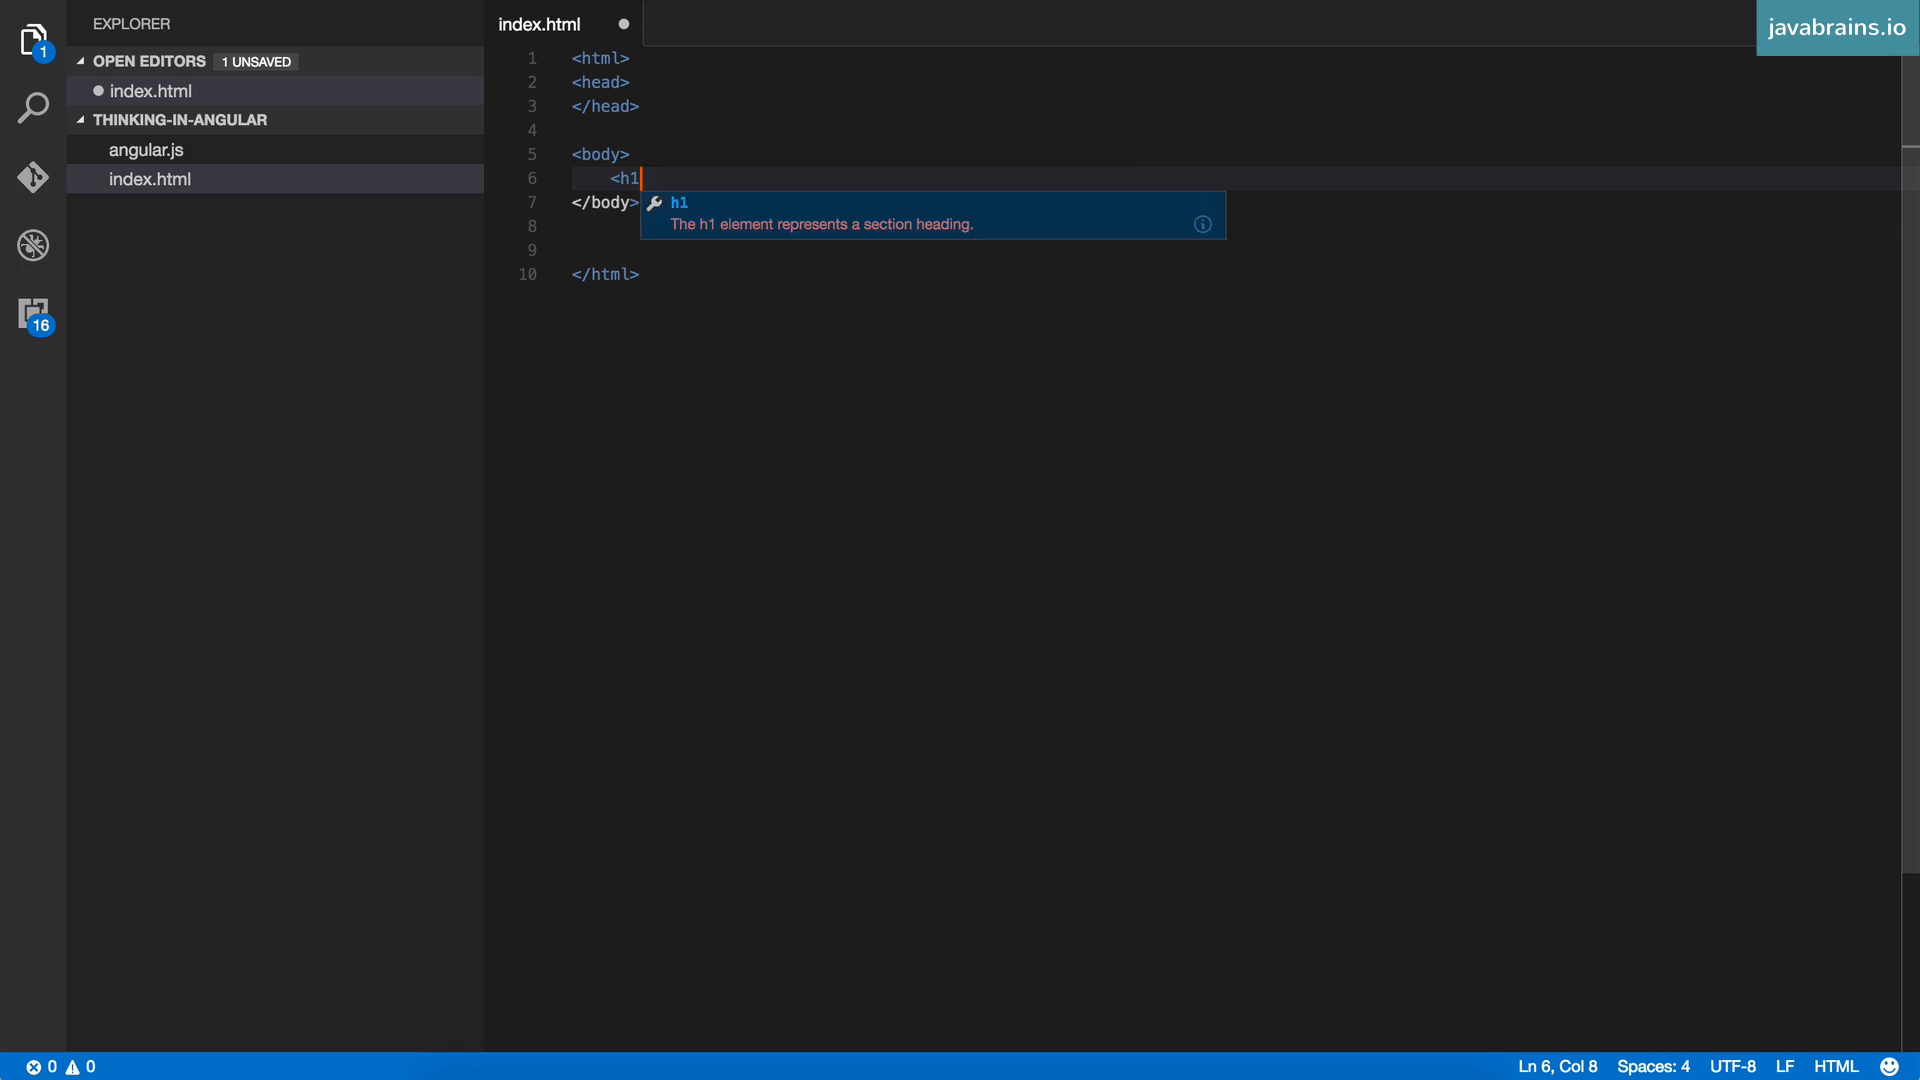 EXPLORER
1
OPEN EDITORS 1 UNSAVED
index.html
THINKING-IN-ANGULAR
angular.js
index.html
16
index.html
javabrains.io
1 <html>
2 <head>
3 </head>
4
5 <body>
6 <h1
7 </body>
h1
The h1 element represents a section heading.
8
9
10 </html>
0 0
Ln 6, Col 8 Spaces: 4 UTF-8 LF HTML